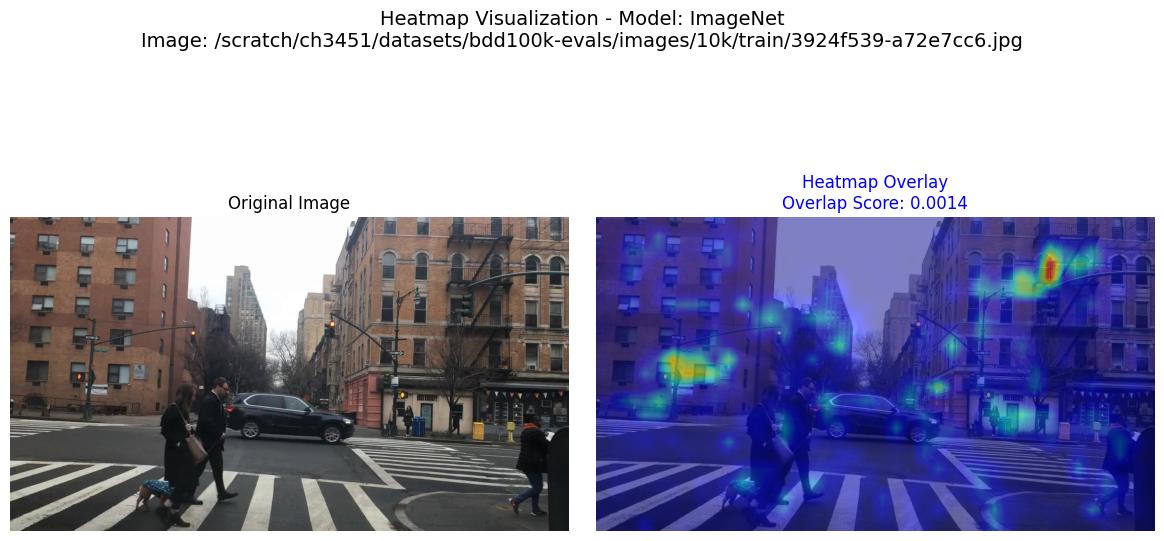 Heatmap Visualization - Model: ImageNet
Image: /scratch/ch3451/datasets/bdd100k-evals/images/10k/train/3924f539-a72e7cc6.jpg
Original Image
Heatmap Overlay
Overlap Score: 0.0014